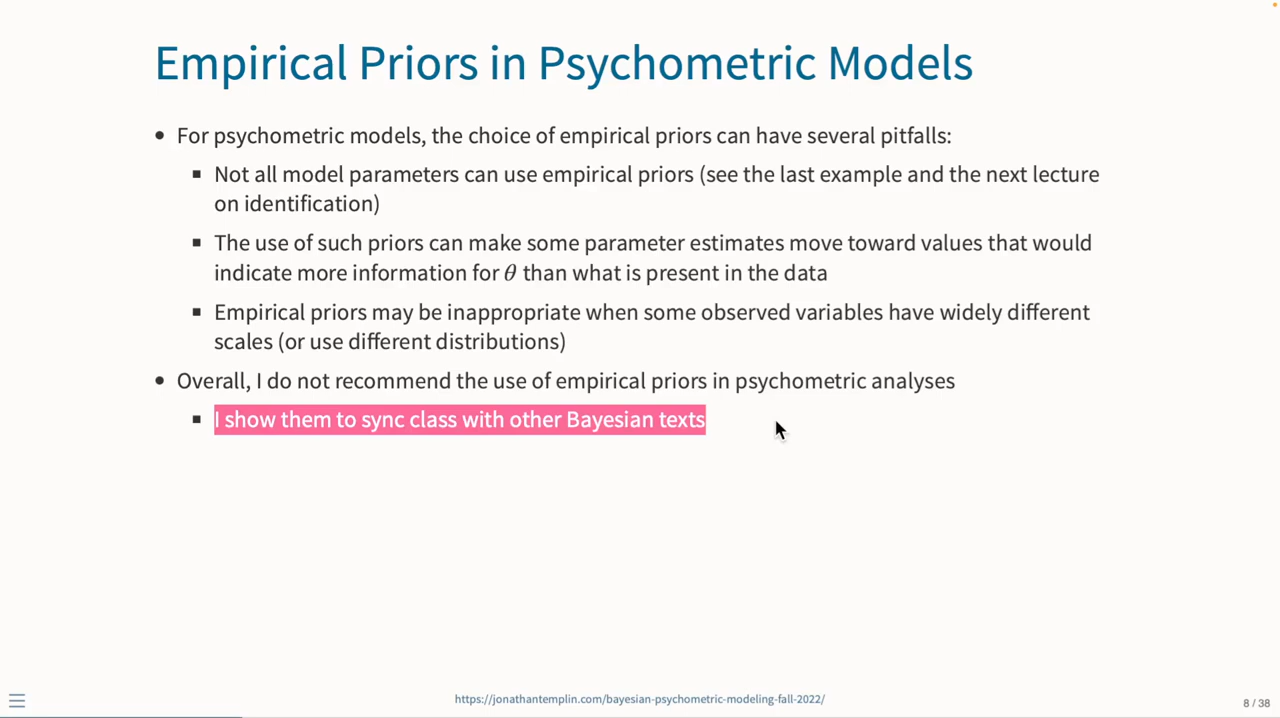 Empirical Priors in Psychometric Models
• For psychometric models, the choice of empirical priors can have several pitfalls:
▪ Not all model parameters can use empirical priors (see the last example and the next lecture
on identification)
▪ The use of such priors can make some parameter estimates move toward values that would
indicate more information for θ than what is present in the data
▪ Empirical priors may be inappropriate when some observed variables have widely different
scales (or use different distributions)
• Overall, I do not recommend the use of empirical priors in psychometric analyses
▪ I show them to sync class with other Bayesian texts
https://jonathantemplin.com/bayesian-psychometric-modeling-fall-2022/
8 / 38